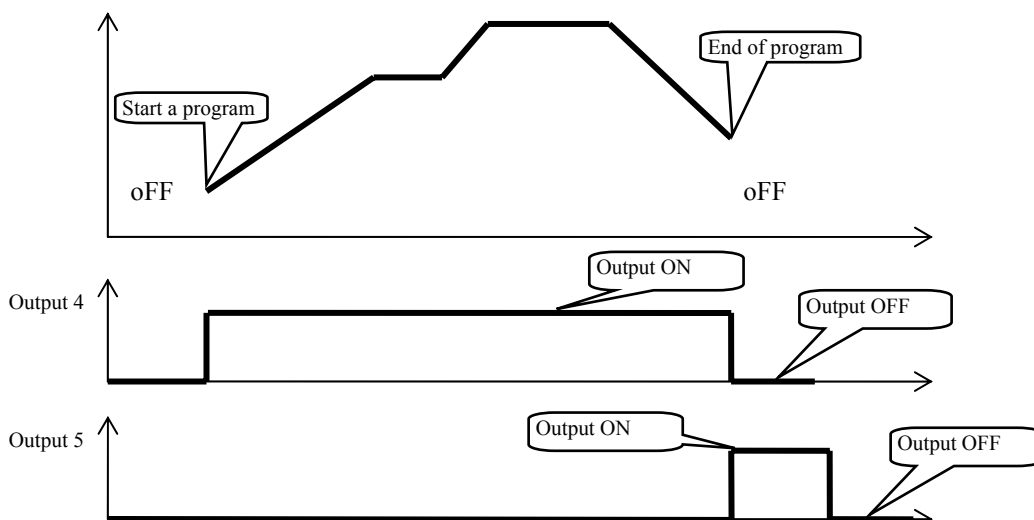 End of program
Start a program
oFF
oFF
Output ON
Output 4
Output OFF
Output 5
Output ON
Output OFF